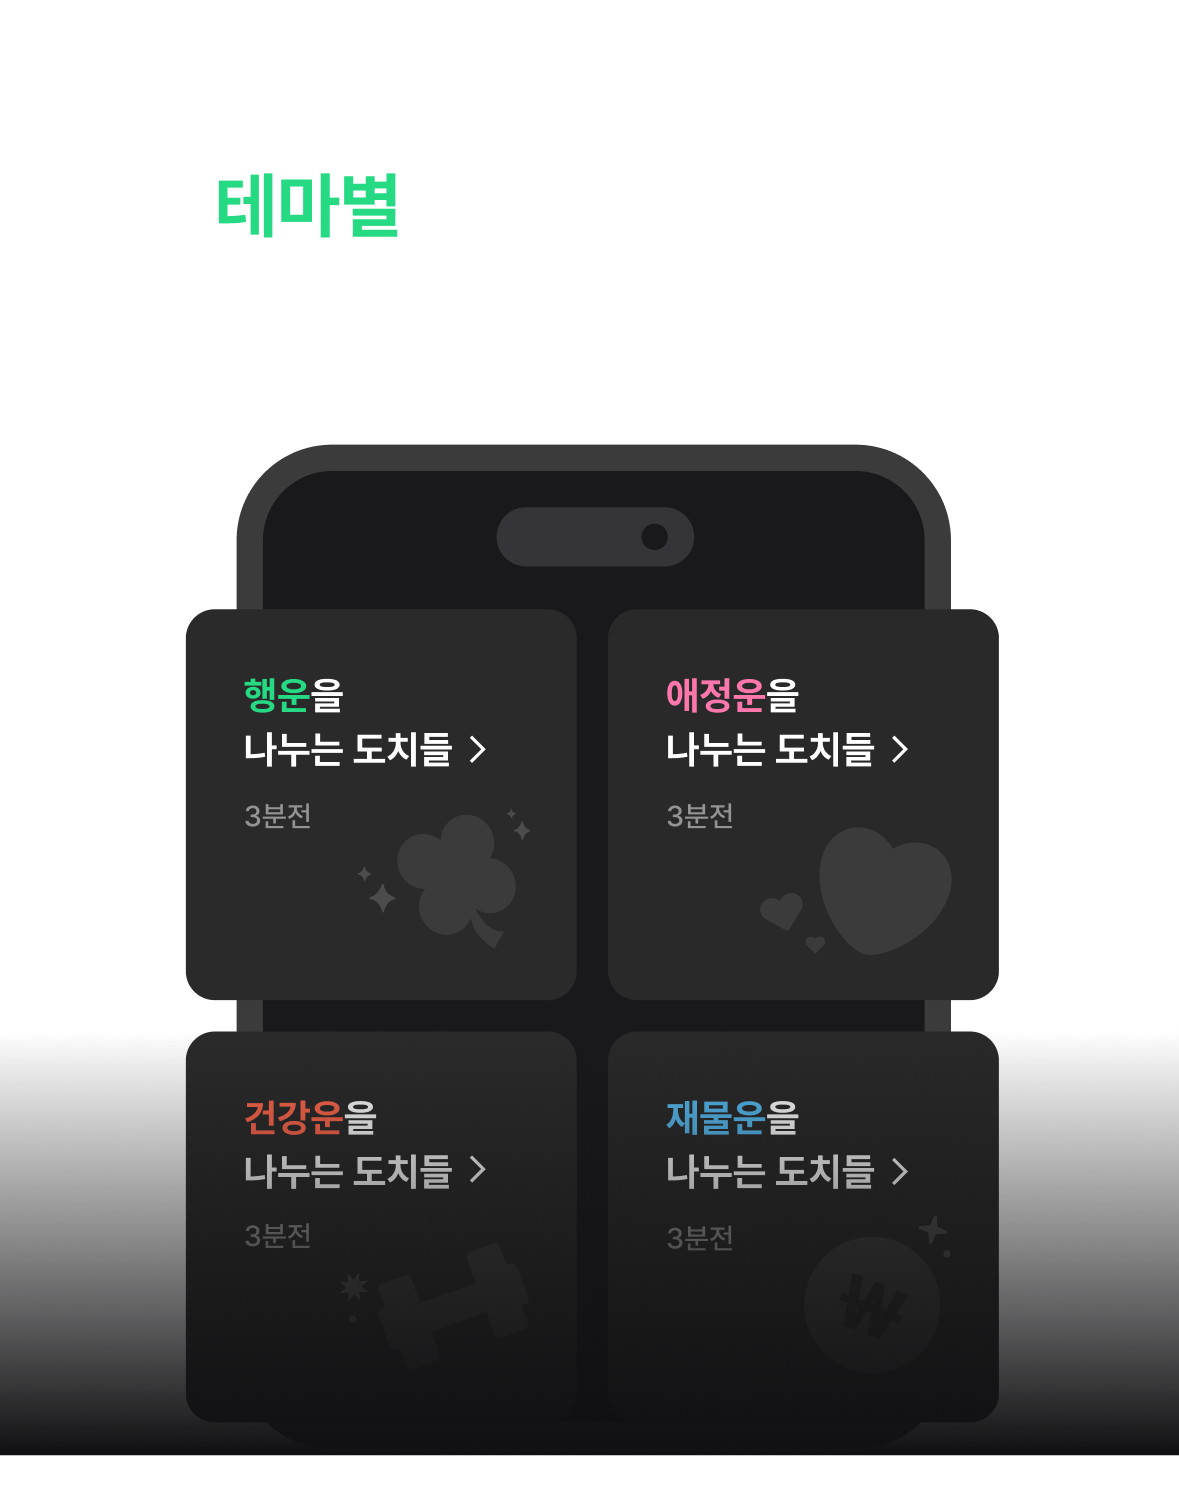 테마별
행운을
나누는 도치들 >
3분전
애정운을
나누는 도치들 >
3분전
건강운을
나누는 도치들 >
3분전
재물운을
나누는 도치들 >
3분전
₩